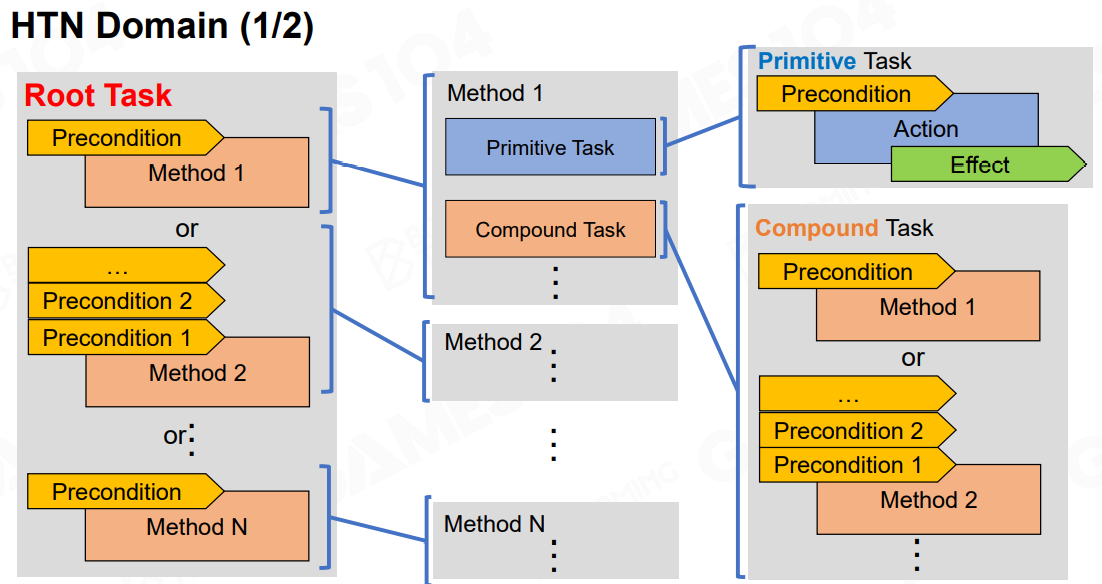 HTN Domain (1/2)
Root Task
Precondition
Method 1
or
...
Precondition 2
Precondition 1
Method 2
or
Precondition
Method N
Method 1
Primitive Task
Compound Task
Method 2
Method N
Primitive Task
Precondition
Action
Effect
Compound Task
Precondition
Method 1
or
...
Precondition 2
Precondition 1
Method 2